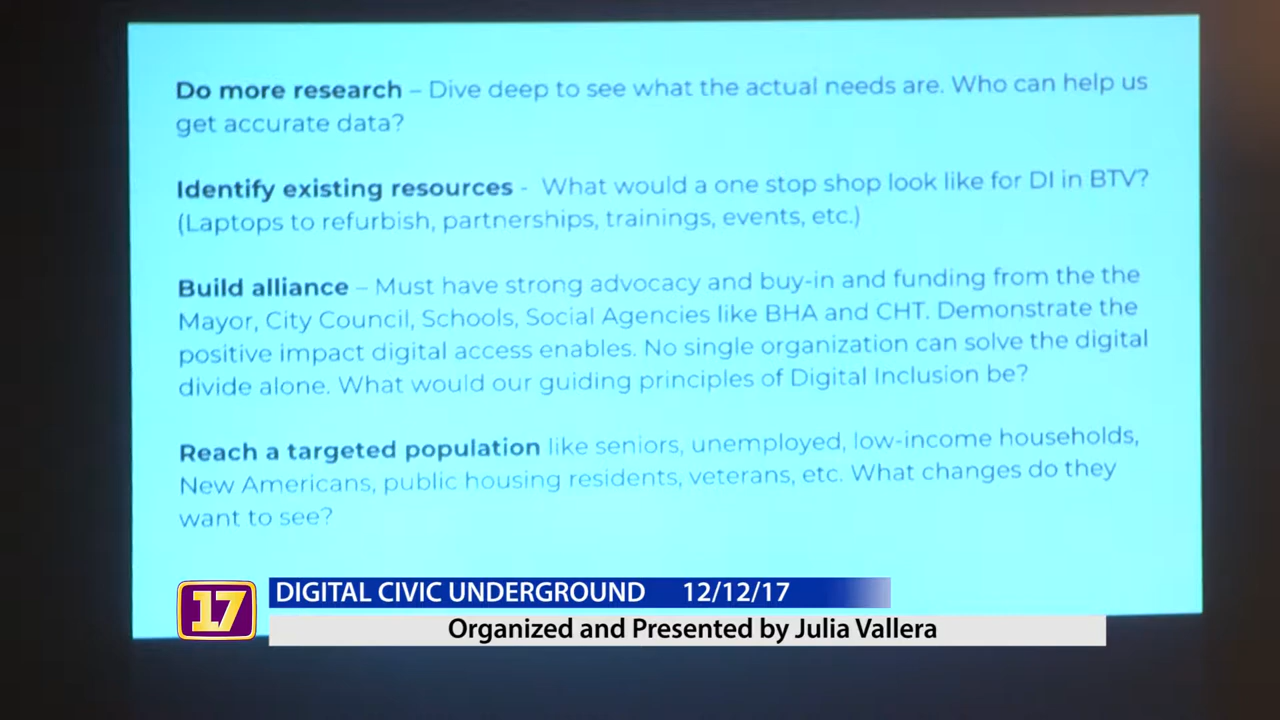 Do more research – Dive deep to see what the actual needs are. Who can help us
get accurate data?
Identify existing resources - What would a one stop shop look like for DI in BTV?
(Laptops to refurbish, partnerships, trainings, events, etc.)
Build alliance – Must have strong advocacy and buy-in and funding from the the
Mayor, City Council, Schools, Social Agencies like BHA and CHT. Demonstrate the
positive impact digital access enables. No single organization can solve the digital
divide alone. What would our guiding principles of Digital Inclusion be?
Reach a targeted population like seniors, unemployed, low-income households,
New Americans, public housing residents, veterans, etc. What changes do they
want to see?
17
DIGITAL CIVIC UNDERGROUND 12/12/17
Organized and Presented by Julia Vallera